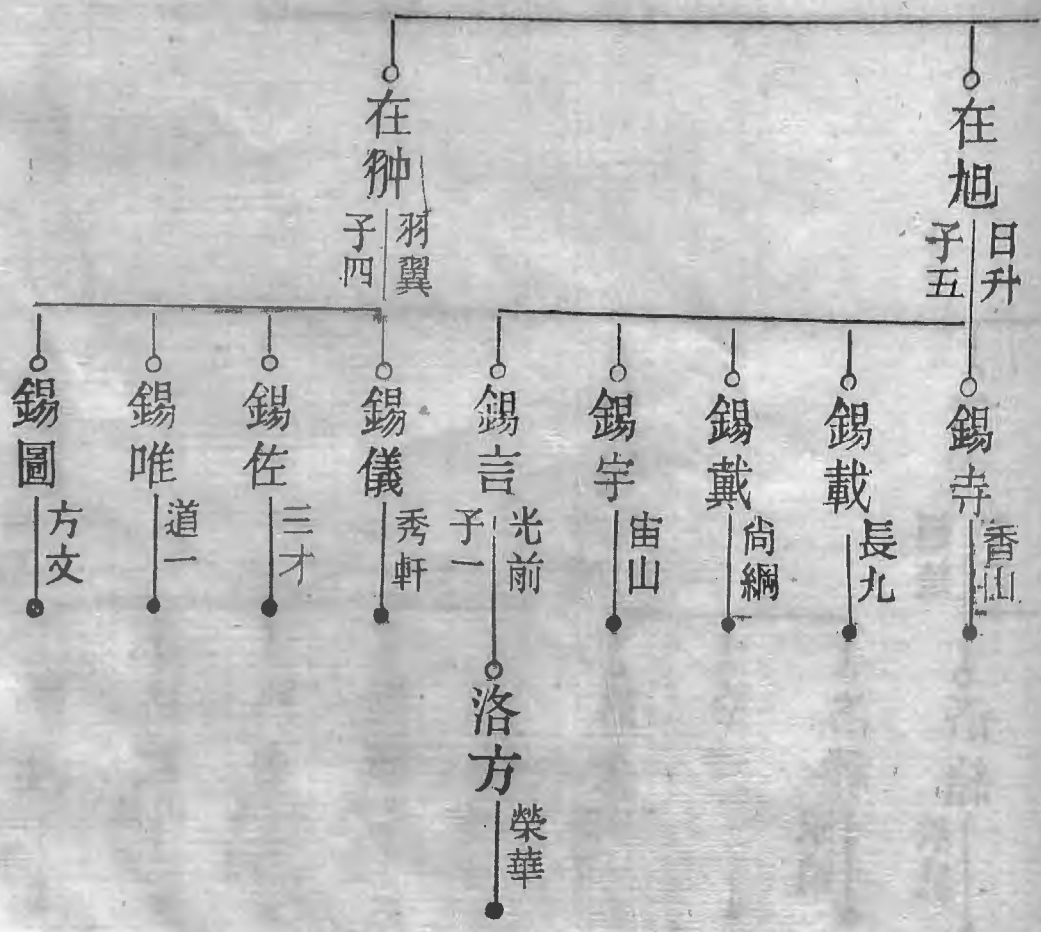 在旭
日升
子五
在翀
羽翼
子四
錫寺
香山
錫載
長九
錫戴
尚綱
錫宇
宙山
錫言
光前
子一
錫儀
秀軒
錫佐
三才
錫唯
道一
錫圖
方文
洛方
榮華